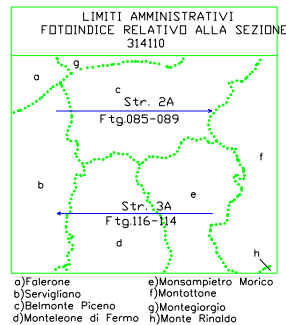 LIMITI AMMINISTRATIVI
FOTOINDICE RELATIVO ALLA SEZIONE
314110
g
a
c
Str. 2A
Ftg.085-089
f
b
e
Str. 3A
Ftg.116-114
d
h
a)Falerone
e)Monsampietro Morico
b)Servigliano
f)Montottone
c)Belmonte Piceno
g)Montegiorgio
d)Monteleone di Fermo
h)Monte Rinaldo